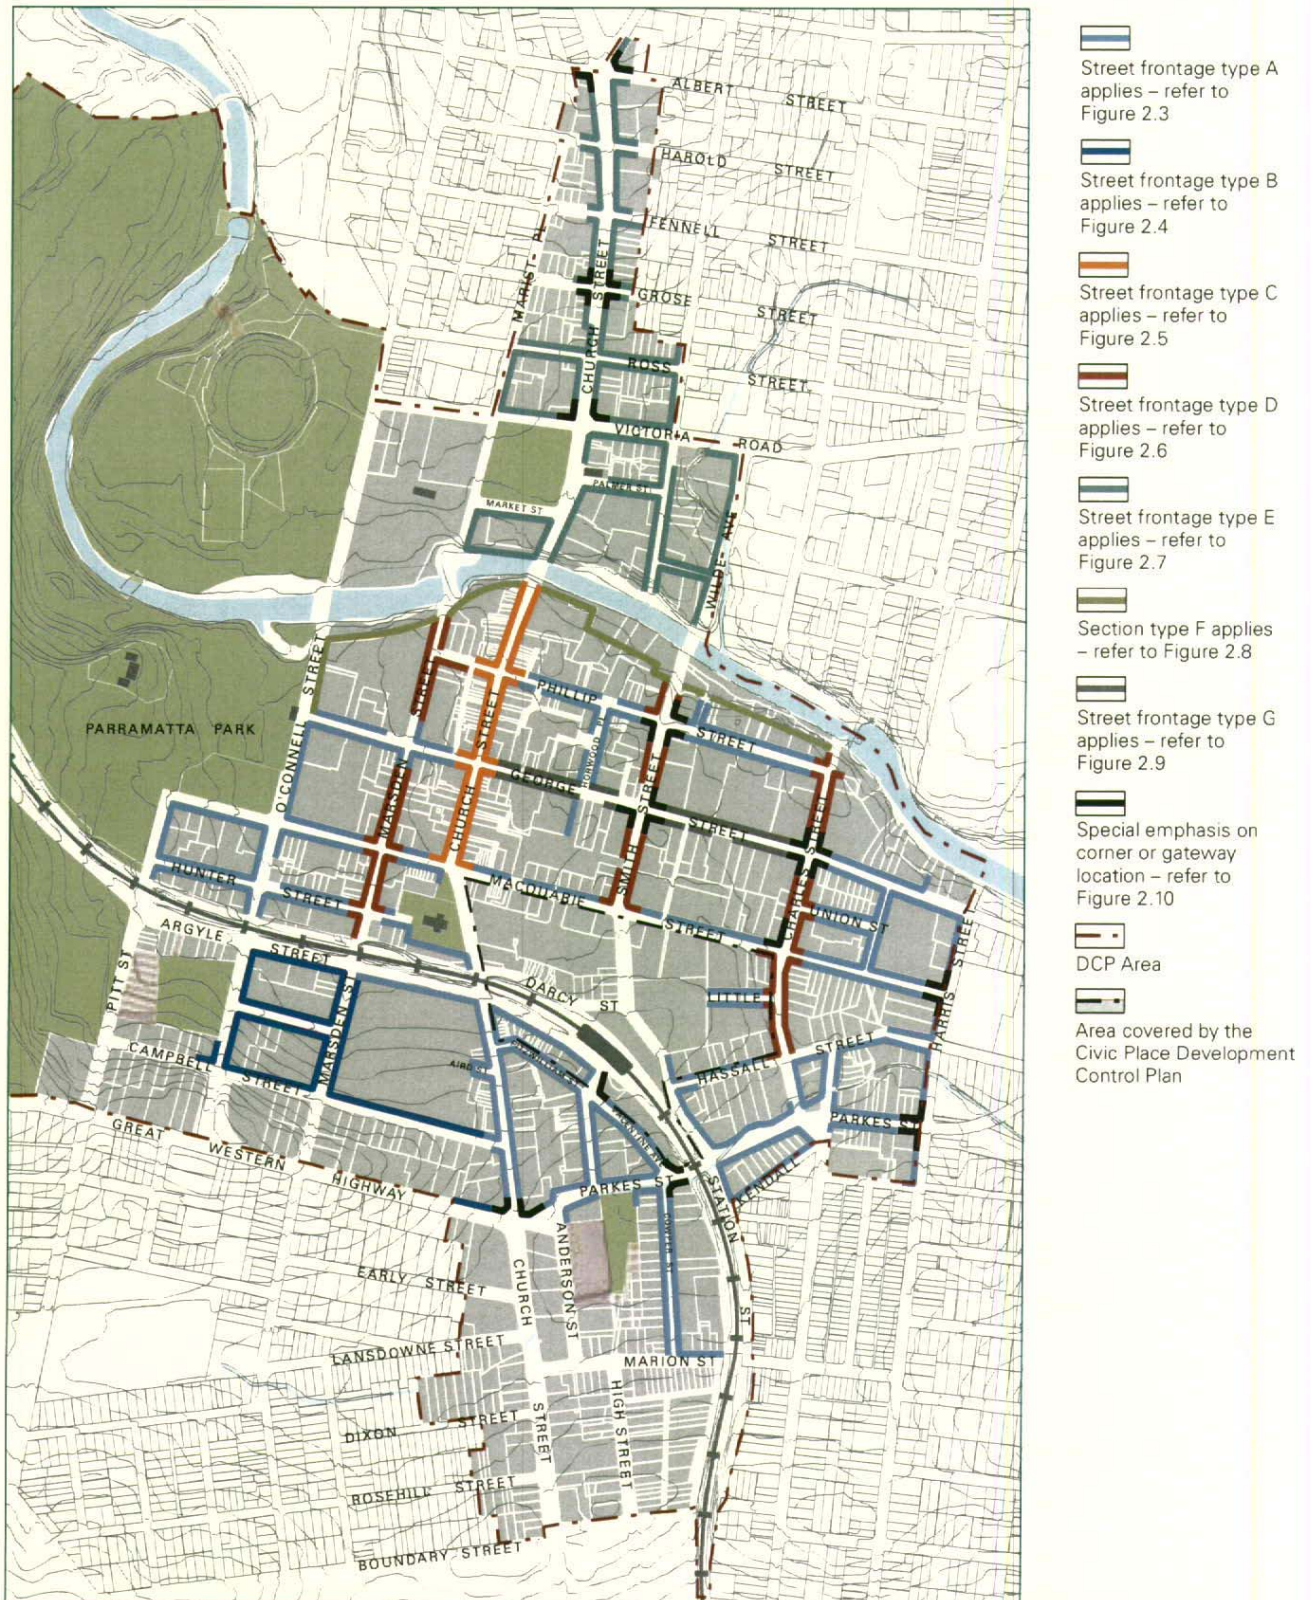 ALBERT STREET
HAROLD STREET
FENNELL STREET
MARIST PL
CHURCH STREET
GROSE STREET
ROSS STREET
VICTORIA ROAD
PALMER ST
MARKET ST
WILDE AVE
O'CONNELL STREET
MARSDEN STREET
CHURCH STREET
PHILLIP STREET
HORWOOD PL
GEORGE STREET
SMITH STREET
CHARLES STREET
PARRAMATTA PARK
HUNTER STREET
MACQUARIE STREET
UNION ST
HARRIS STREET
ARGYLE STREET
PITT ST
DARCY ST
LITTLE
HASSALL STREET
MARSDEN ST
CAMPBELL STREET
AIRD ST
PARKES ST
GREAT WESTERN HIGHWAY
PARKES ST
STATION ST
KENDALL
EARLY STREET
CHURCH STREET
ANDERSON ST
LANSDOWNE STREET
MARION ST
HIGH STREET
DIXON STREET
ROSEHILL STREET
BOUNDARY STREET
Street frontage type A
applies – refer to
Figure 2.3
Street frontage type B
applies – refer to
Figure 2.4
Street frontage type C
applies – refer to
Figure 2.5
Street frontage type D
applies – refer to
Figure 2.6
Street frontage type E
applies – refer to
Figure 2.7
Section type F applies
– refer to Figure 2.8
Street frontage type G
applies – refer to
Figure 2.9
Special emphasis on
corner or gateway
location – refer to
Figure 2.10
DCP Area
Area covered by the
Civic Place Development
Control Plan